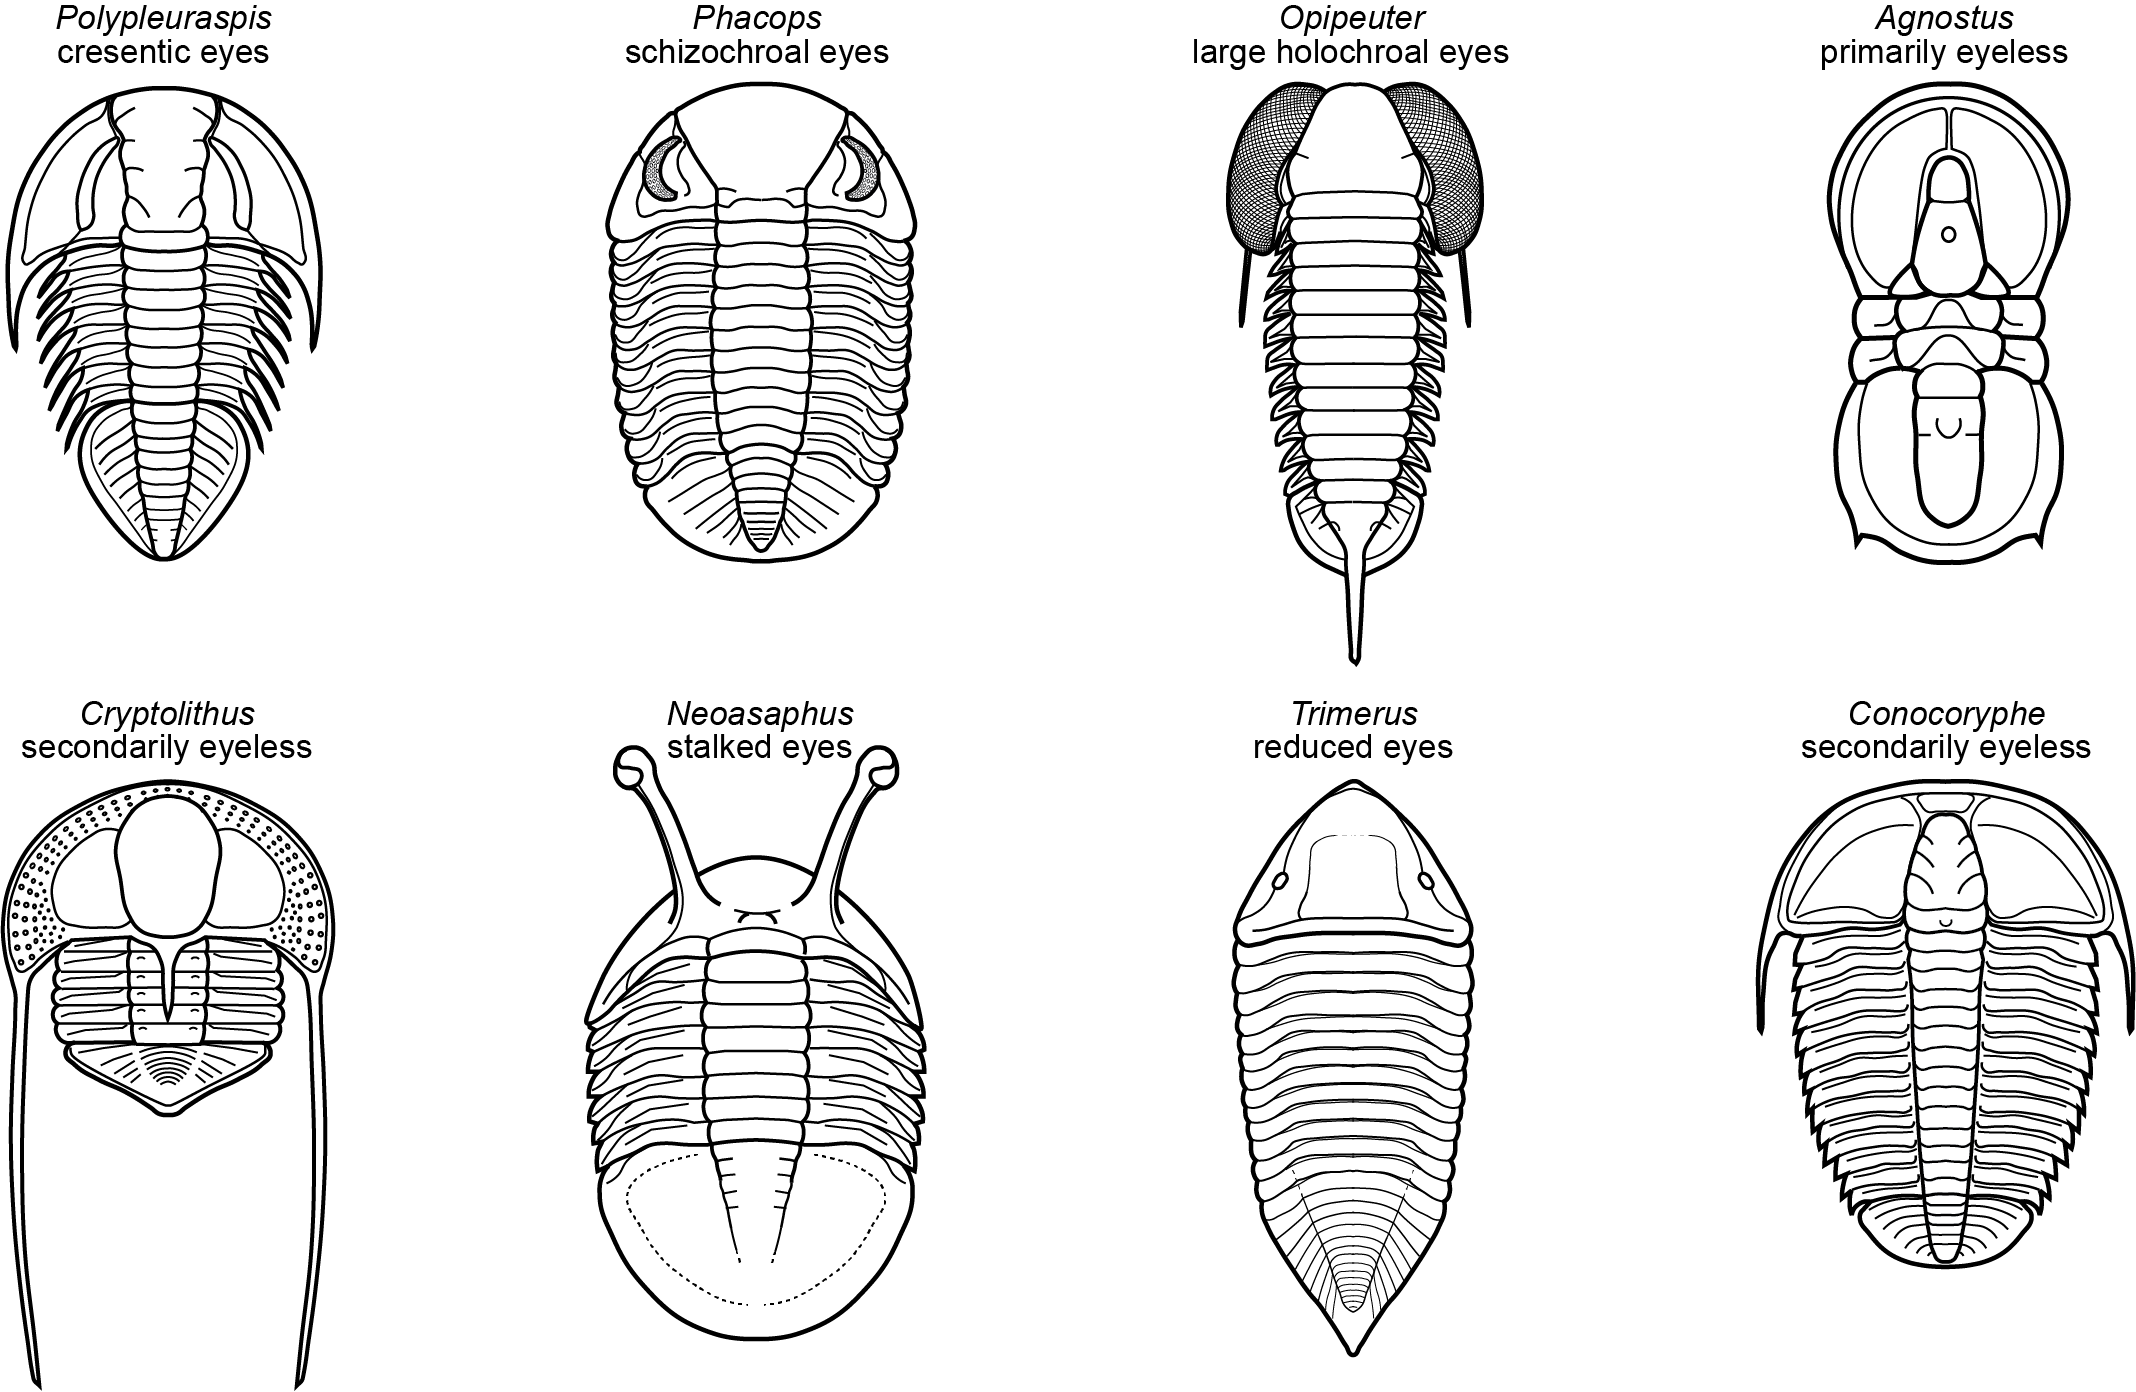 Polypleuraspis
cresentic eyes
Phacops
schizochroal eyes
Opipeuter
large holochroal eyes
Agnostus
primarily eyeless
Cryptolithus
secondarily eyeless
Neoasaphus
stalked eyes
Trimerus
reduced eyes
Conocoryphe
secondarily eyeless